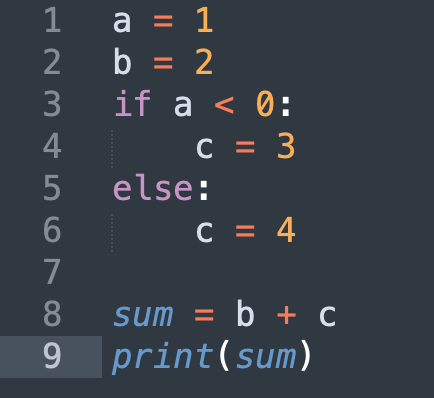 1 a = 1
2 b = 2
3 if a < 0:
4     c = 3
5 else:
6     c = 4
7
8 sum = b + c
9 print(sum)